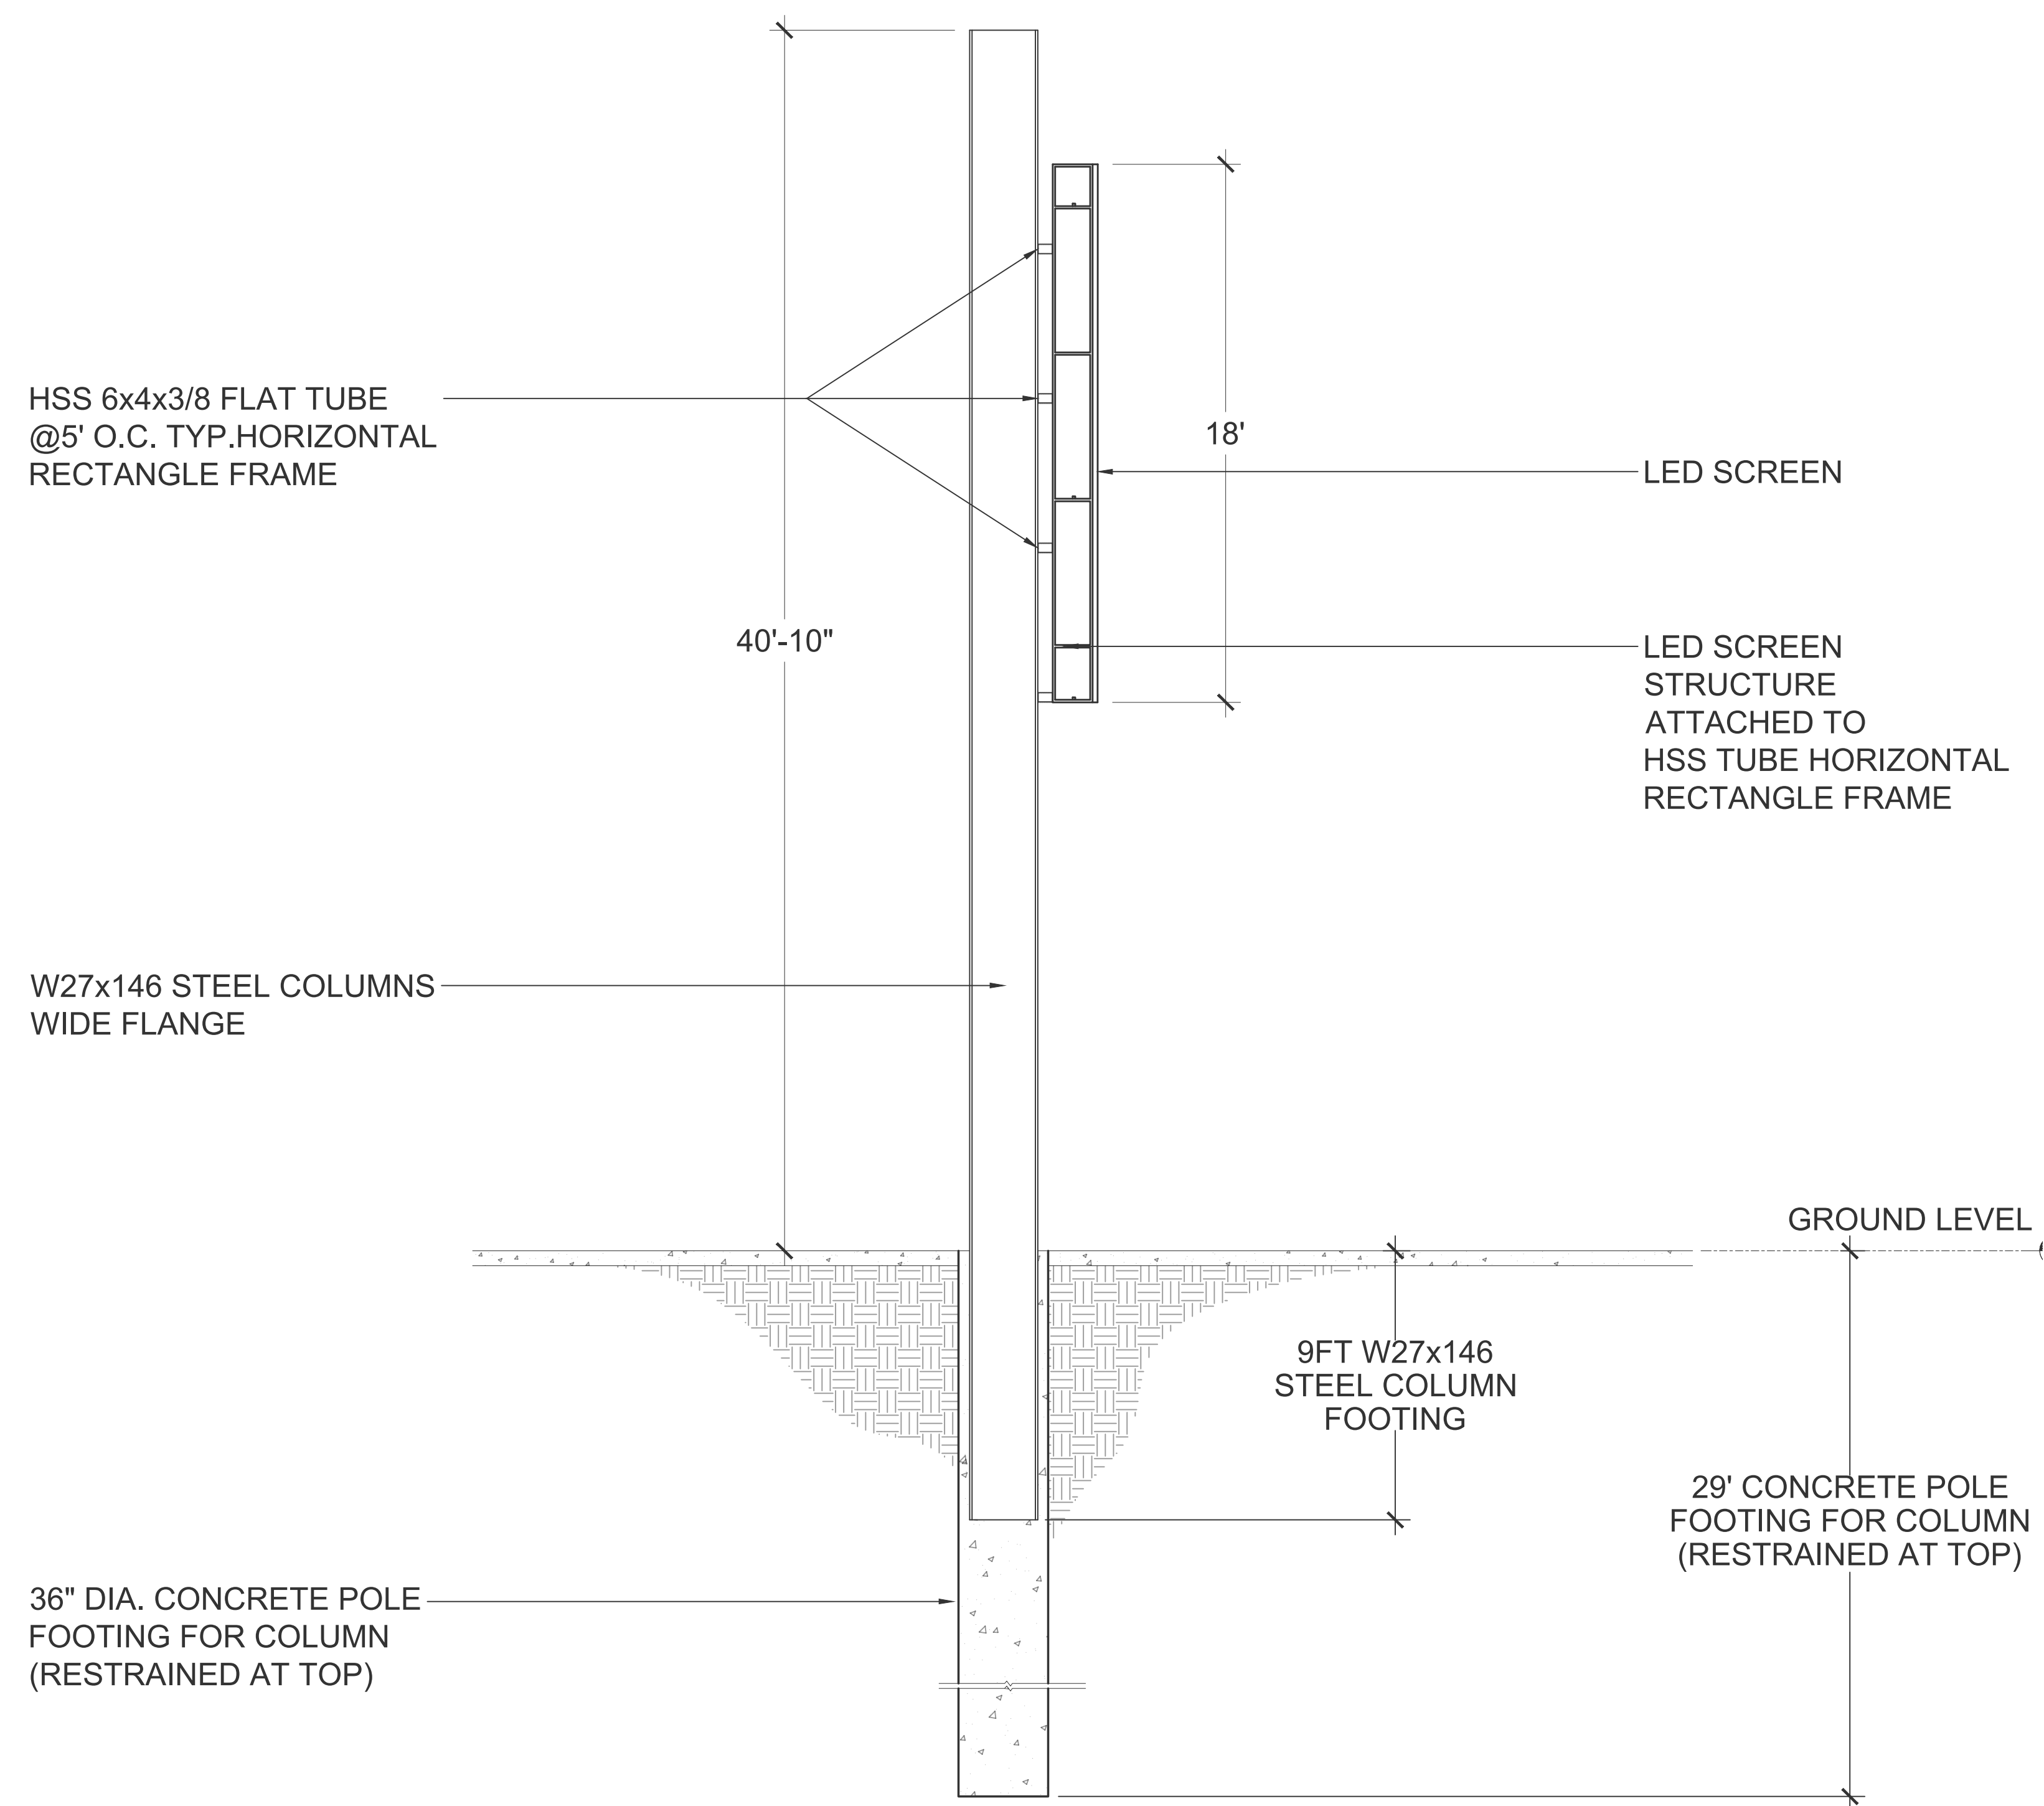 HSS 6x4x3/8 FLAT TUBE
@5' O.C. TYP.HORIZONTAL
RECTANGLE FRAME
18'
LED SCREEN
40'-10"
LED SCREEN
STRUCTURE
ATTACHED TO
HSS TUBE HORIZONTAL
RECTANGLE FRAME
W27x146 STEEL COLUMNS
WIDE FLANGE
GROUND LEVEL
9FT W27x146
STEEL COLUMN
FOOTING
29' CONCRETE POLE
FOOTING FOR COLUMN
(RESTRAINED AT TOP)
36" DIA. CONCRETE POLE
FOOTING FOR COLUMN
(RESTRAINED AT TOP)